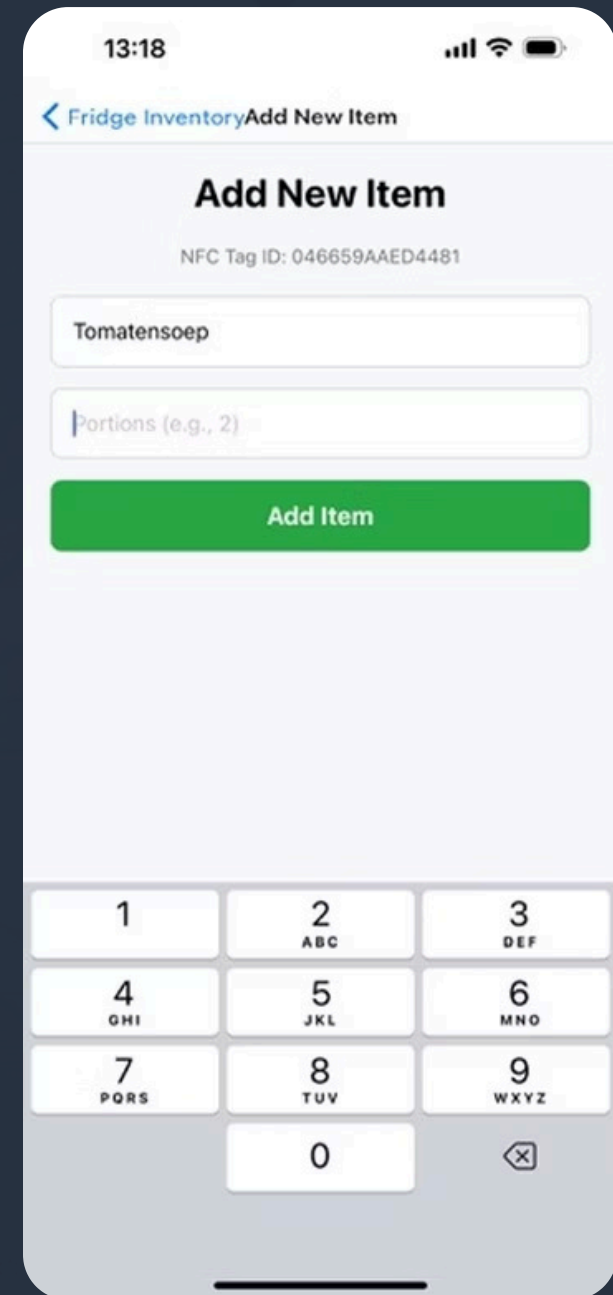 13:18
Fridge Inventory Add New Item
Add New Item
NFC Tag ID: 046659AAED4481
Tomatensoep
Portions (e.g., 2)
Add Item
1 2 3
ABC DEF
4 5 6
GHI JKL MNO
7 8 9
PQRS TUV WXYZ
0